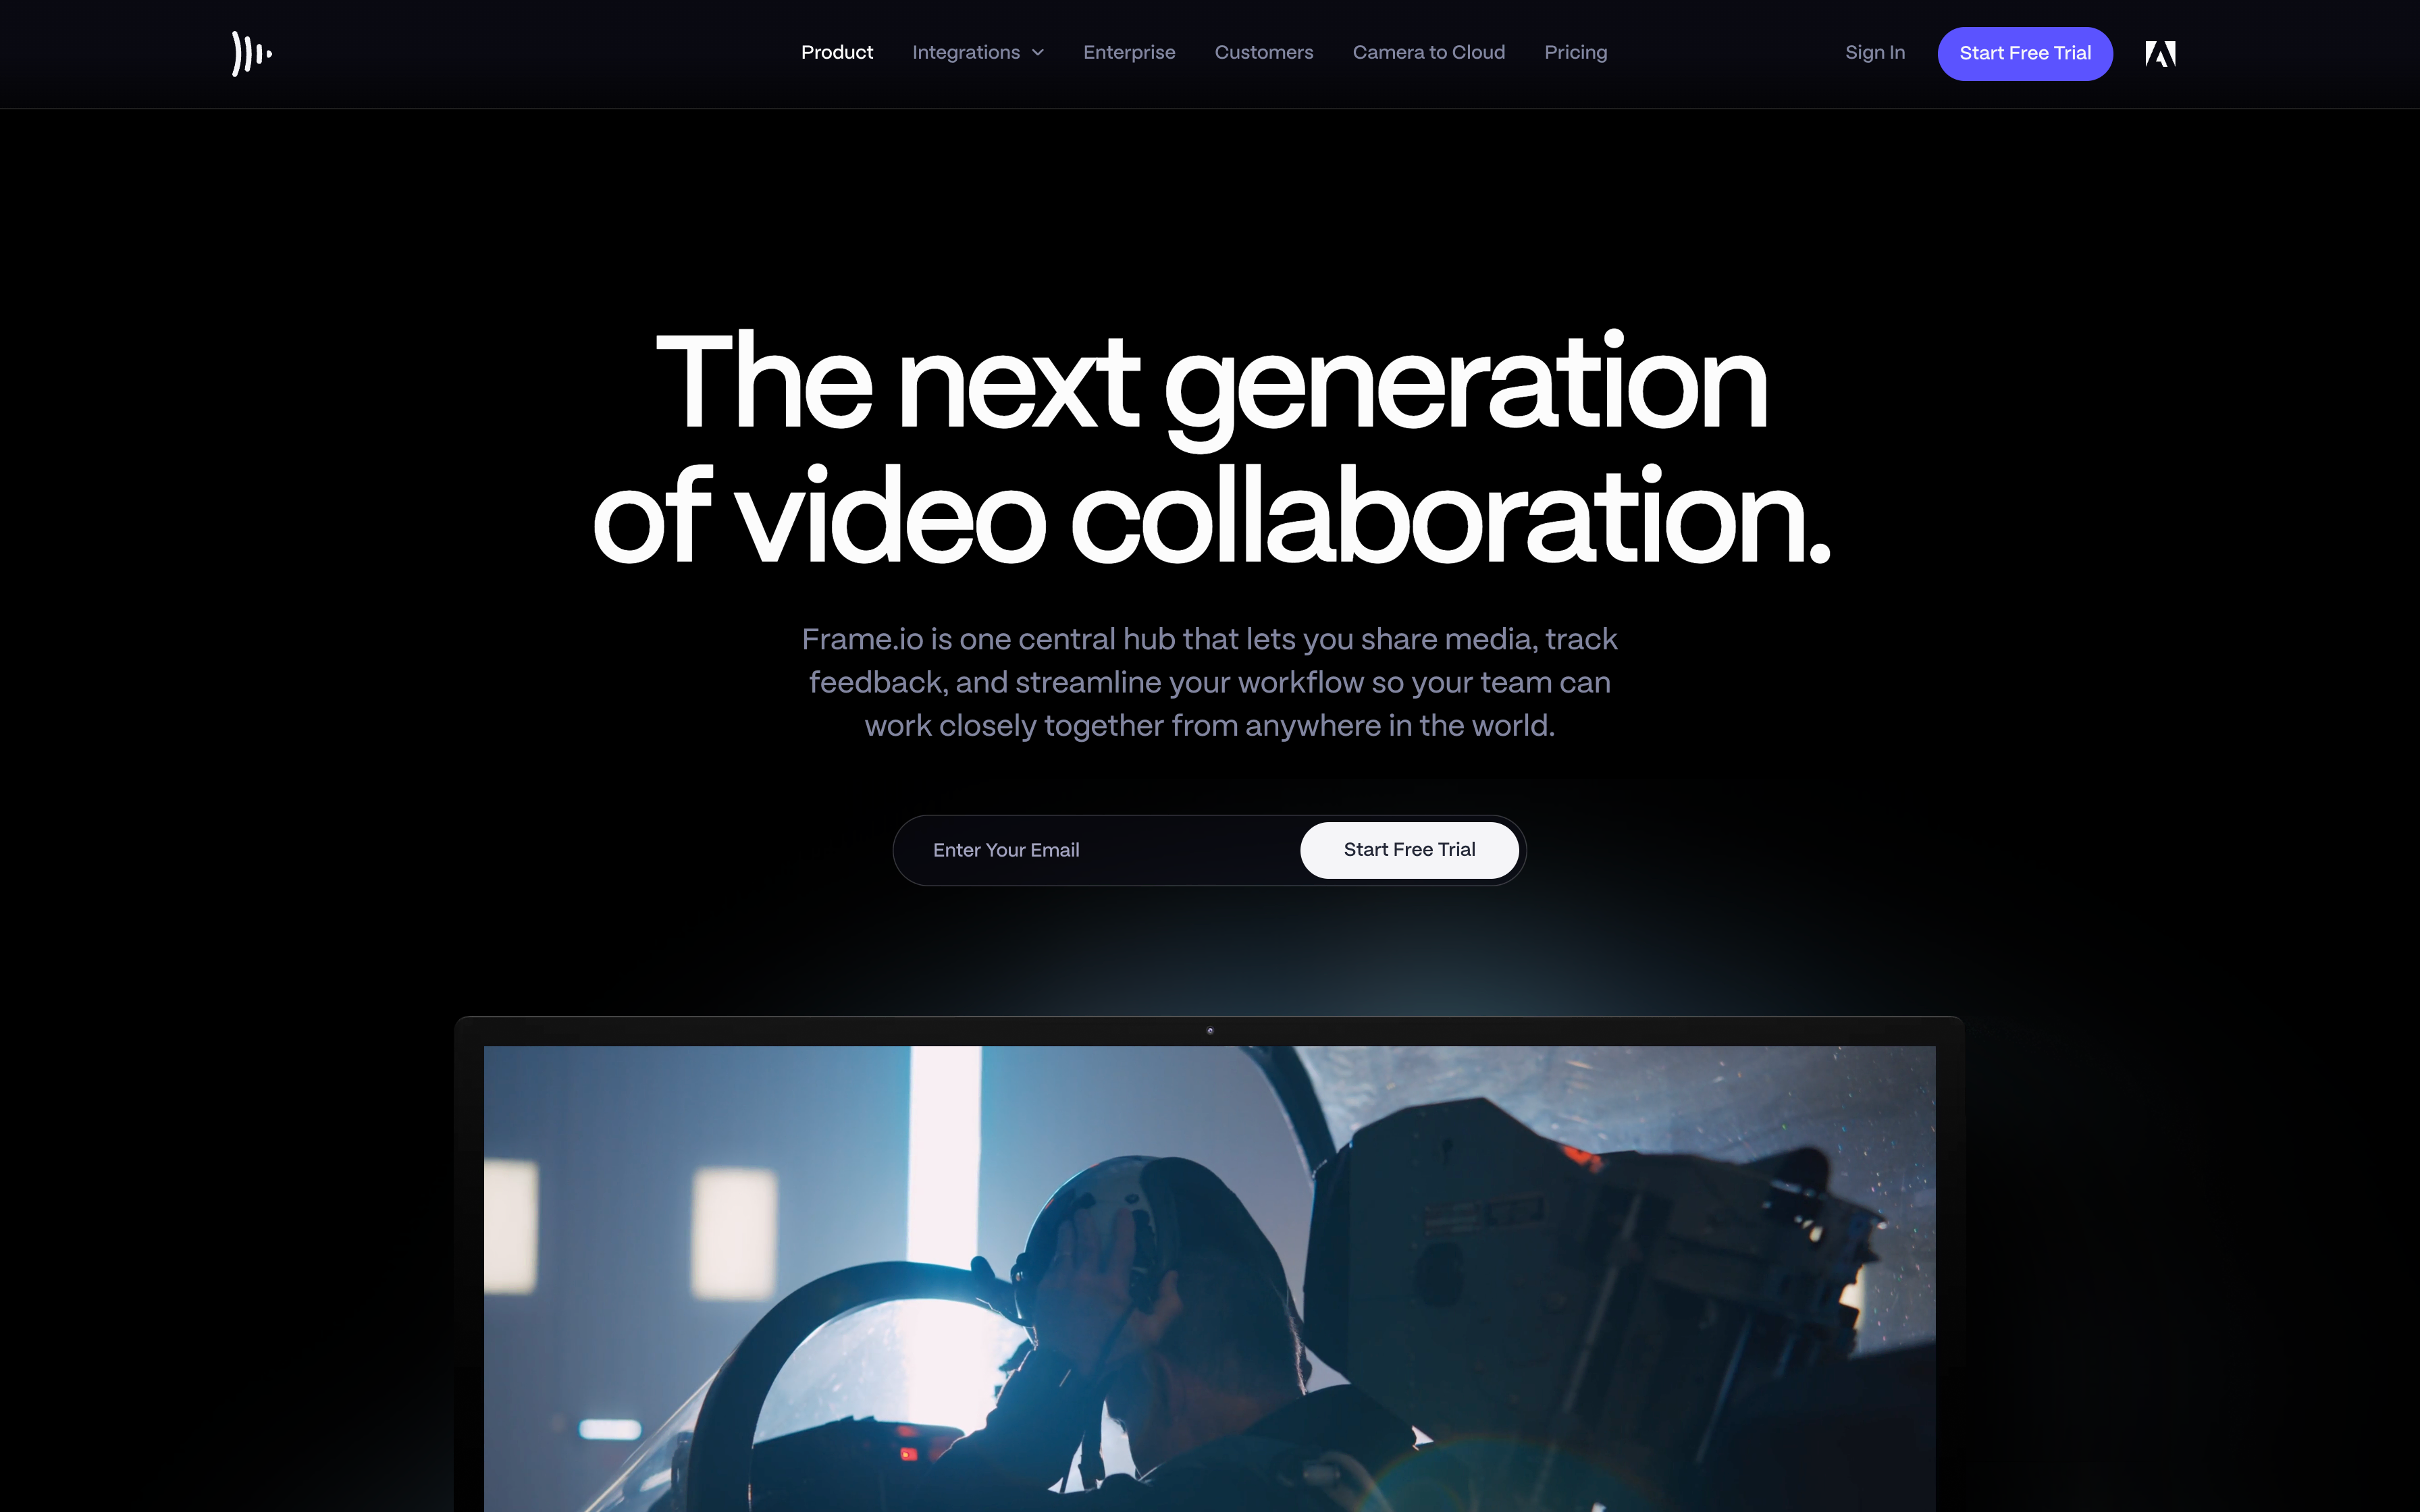 Product
Integrations
Enterprise
Customers
Camera to Cloud
Pricing
Sign In
Start Free Trial
The next generation
of video collaboration.
Frame.io is one central hub that lets you share media, track
feedback, and streamline your workflow so your team can
work closely together from anywhere in the world.
Enter Your Email
Start Free Trial